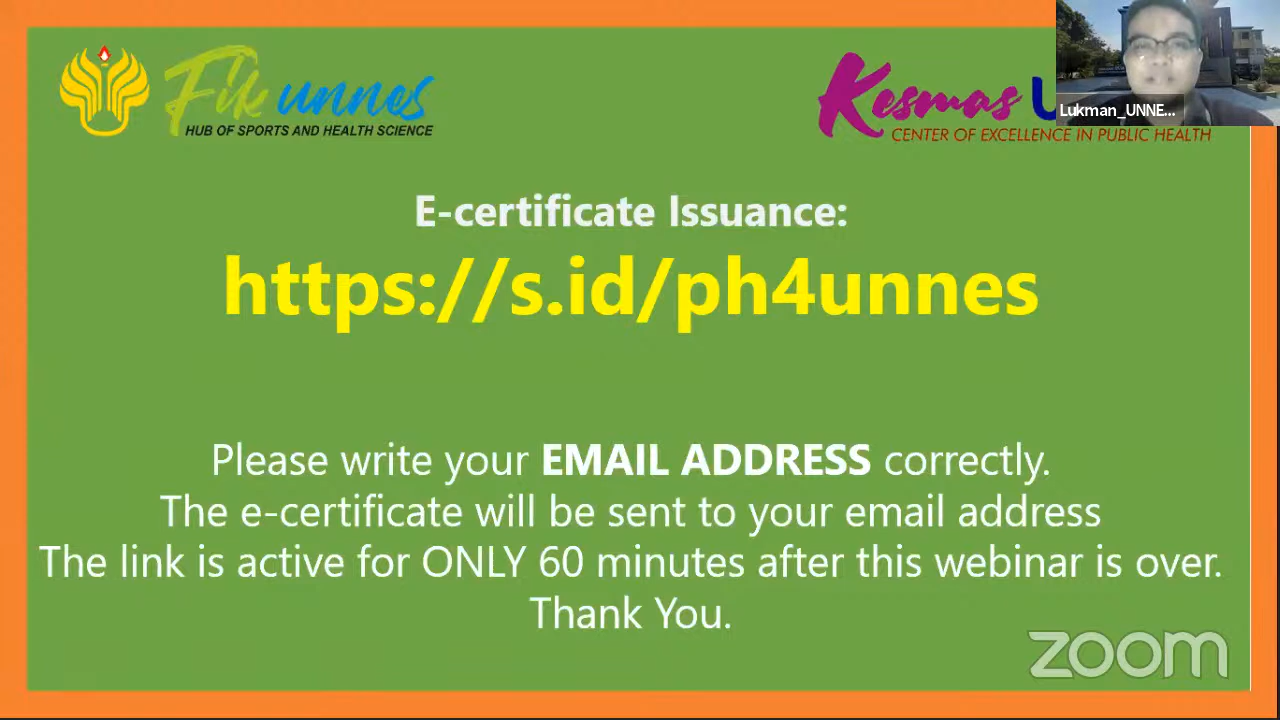 Fik unnes
HUB OF SPORTS AND HEALTH SCIENCE
Kesmas U
CENTER OF EXCELLENCE IN PUBLIC HEALTH
Lukman_UNNE...
E-certificate Issuance:
https://s.id/ph4unnes
Please write your EMAIL ADDRESS correctly.
The e-certificate will be sent to your email address
The link is active for ONLY 60 minutes after this webinar is over.
Thank You.
zoom